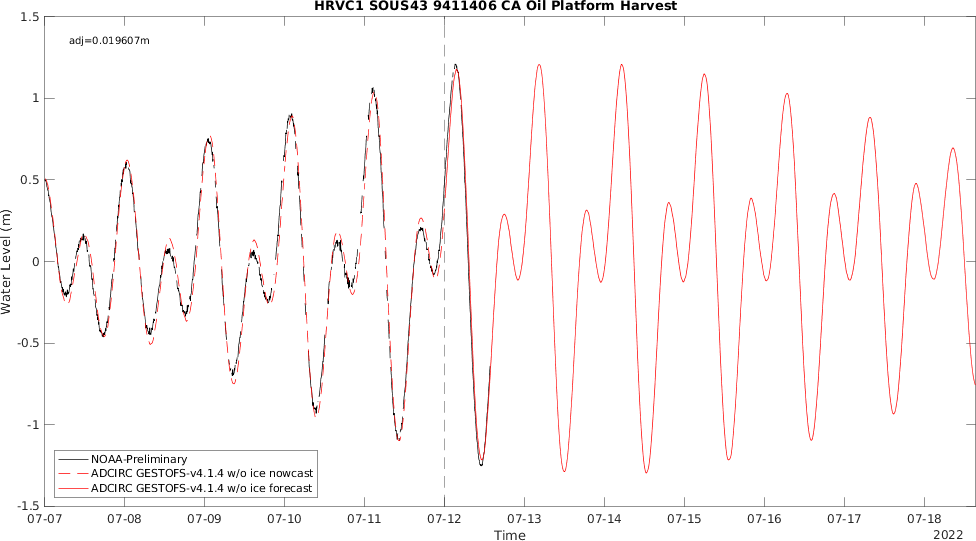 HRVC1 SOUS43 9411406 CA Oil Platform Harvest
adj=0.019607m
Water Level (m)
1.5
1
0.5
0
-0.5
-1
-1.5
NOAA-Preliminary
ADCIRC GESTOFS-v4.1.4 w/o ice nowcast
ADCIRC GESTOFS-v4.1.4 w/o ice forecast
07-07 07-08 07-09 07-10 07-11 07-12 07-13 07-14 07-15 07-16 07-17 07-18
Time
2022